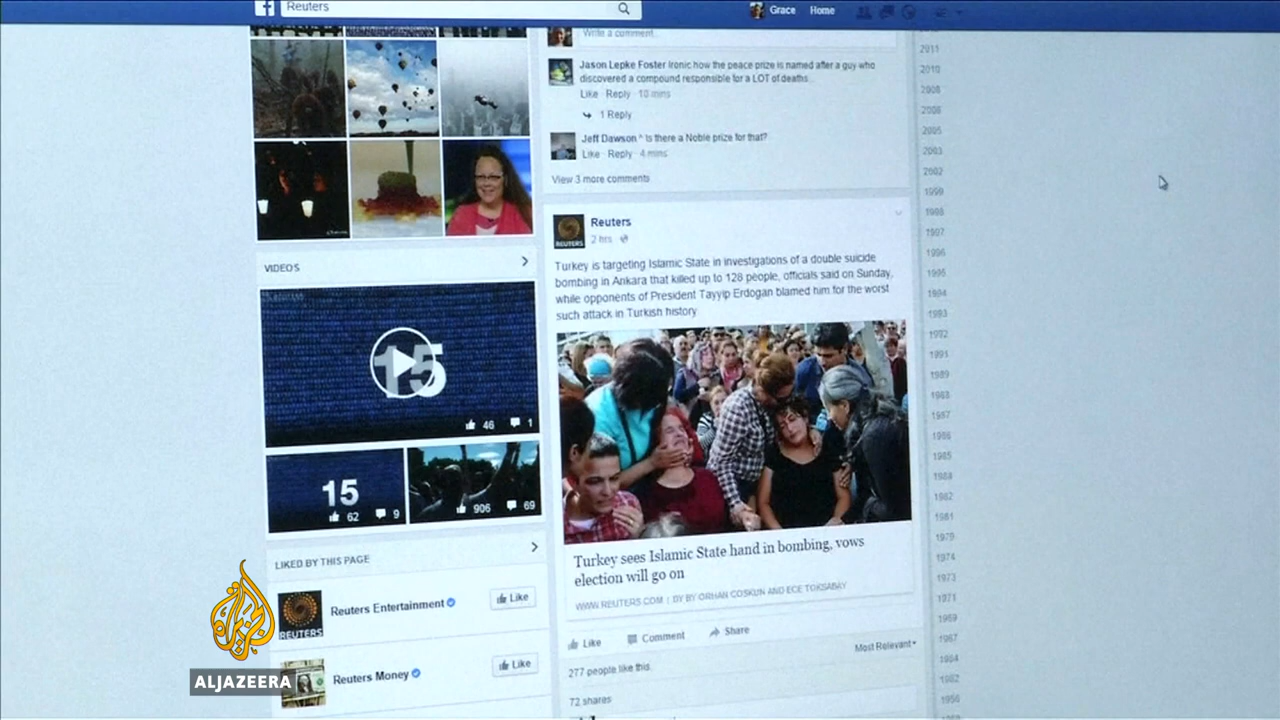 Reuters
Grace Home
Write a comment...
Jason Lepke Foster Ironic how the peace prize is named after a guy who
discovered a compound responsible for a LOT of deaths...
Like · Reply · 10 mins
1 Reply
Jeff Dawson ^ Is there a Noble prize for that?
Like · Reply · 4 mins
View 3 more comments
VIDEOS
15
46 1
15
62 9
906 69
LIKED BY THIS PAGE
REUTERS
Reuters Entertainment
Like
Reuters Money
Like
REUTERS
Reuters
2 hrs
Turkey is targeting Islamic State in investigations of a double suicide
bombing in Ankara that killed up to 128 people, officials said on Sunday,
while opponents of President Tayyip Erdogan blamed him for the worst
such attack in Turkish history
Turkey sees Islamic State hand in bombing, vows
election will go on
WWW.REUTERS.COM | BY BY ORHAN COSKUN AND ECE TOKSABAY
Like Comment Share
277 people like this.
Most Relevant
72 shares
2011
2010
2008
2006
2005
2003
2002
1999
1998
1997
1996
1995
1994
1993
1992
1991
1989
1988
1987
1986
1985
1983
1982
1981
1979
1974
1973
1971
1969
1967
1964
1962
1956
الجزيرة
ALJAZEERA